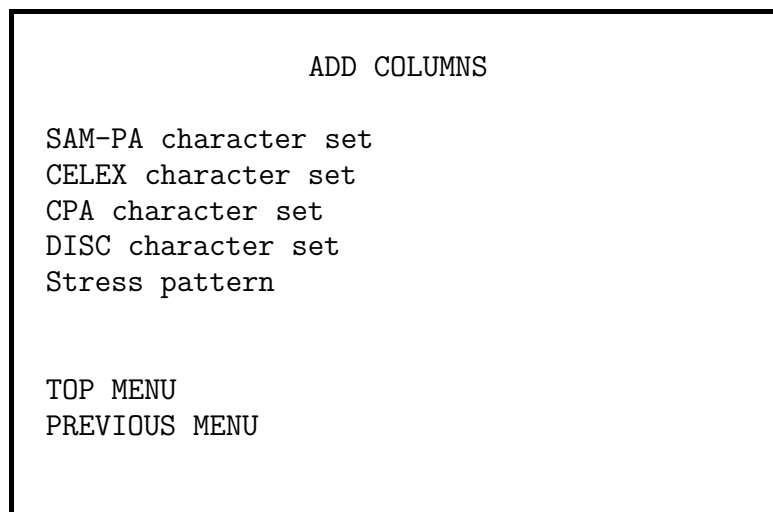 ADD COLUMNS
SAM-PA character set
CELEX character set
CPA character set
DISC character set
Stress pattern
TOP MENU
PREVIOUS MENU